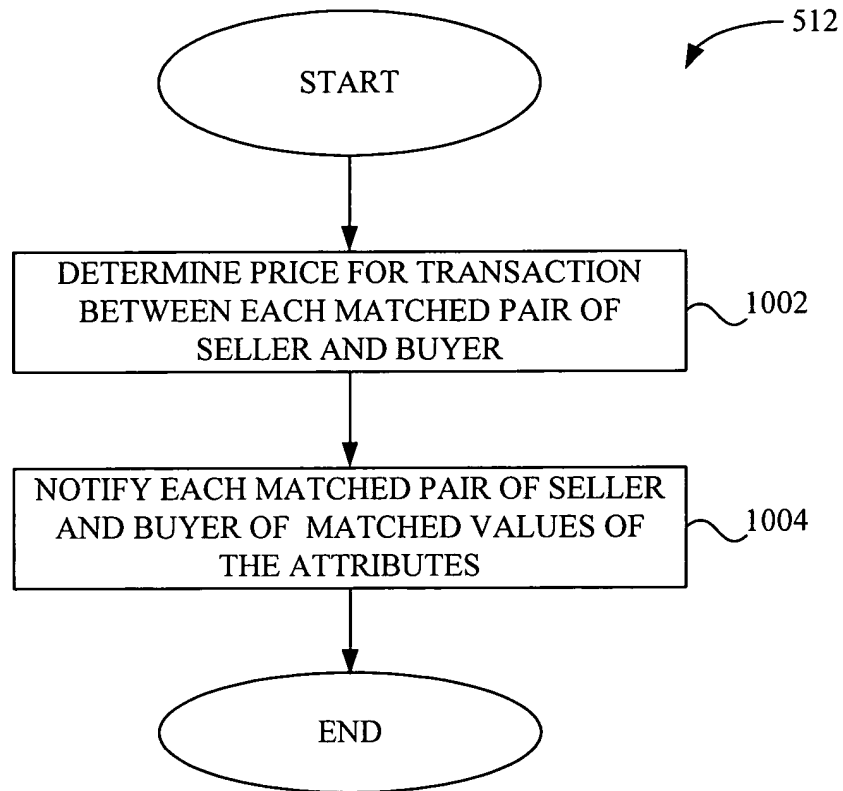 512
START
DETERMINE PRICE FOR TRANSACTION
BETWEEN EACH MATCHED PAIR OF
SELLER AND BUYER
1002
NOTIFY EACH MATCHED PAIR OF SELLER
AND BUYER OF MATCHED VALUES OF
THE ATTRIBUTES
1004
END